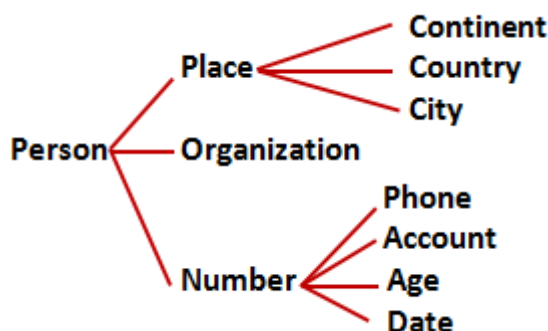 Continent
Place
Country
City
Person
Organization
Phone
Account
Number
Age
Date